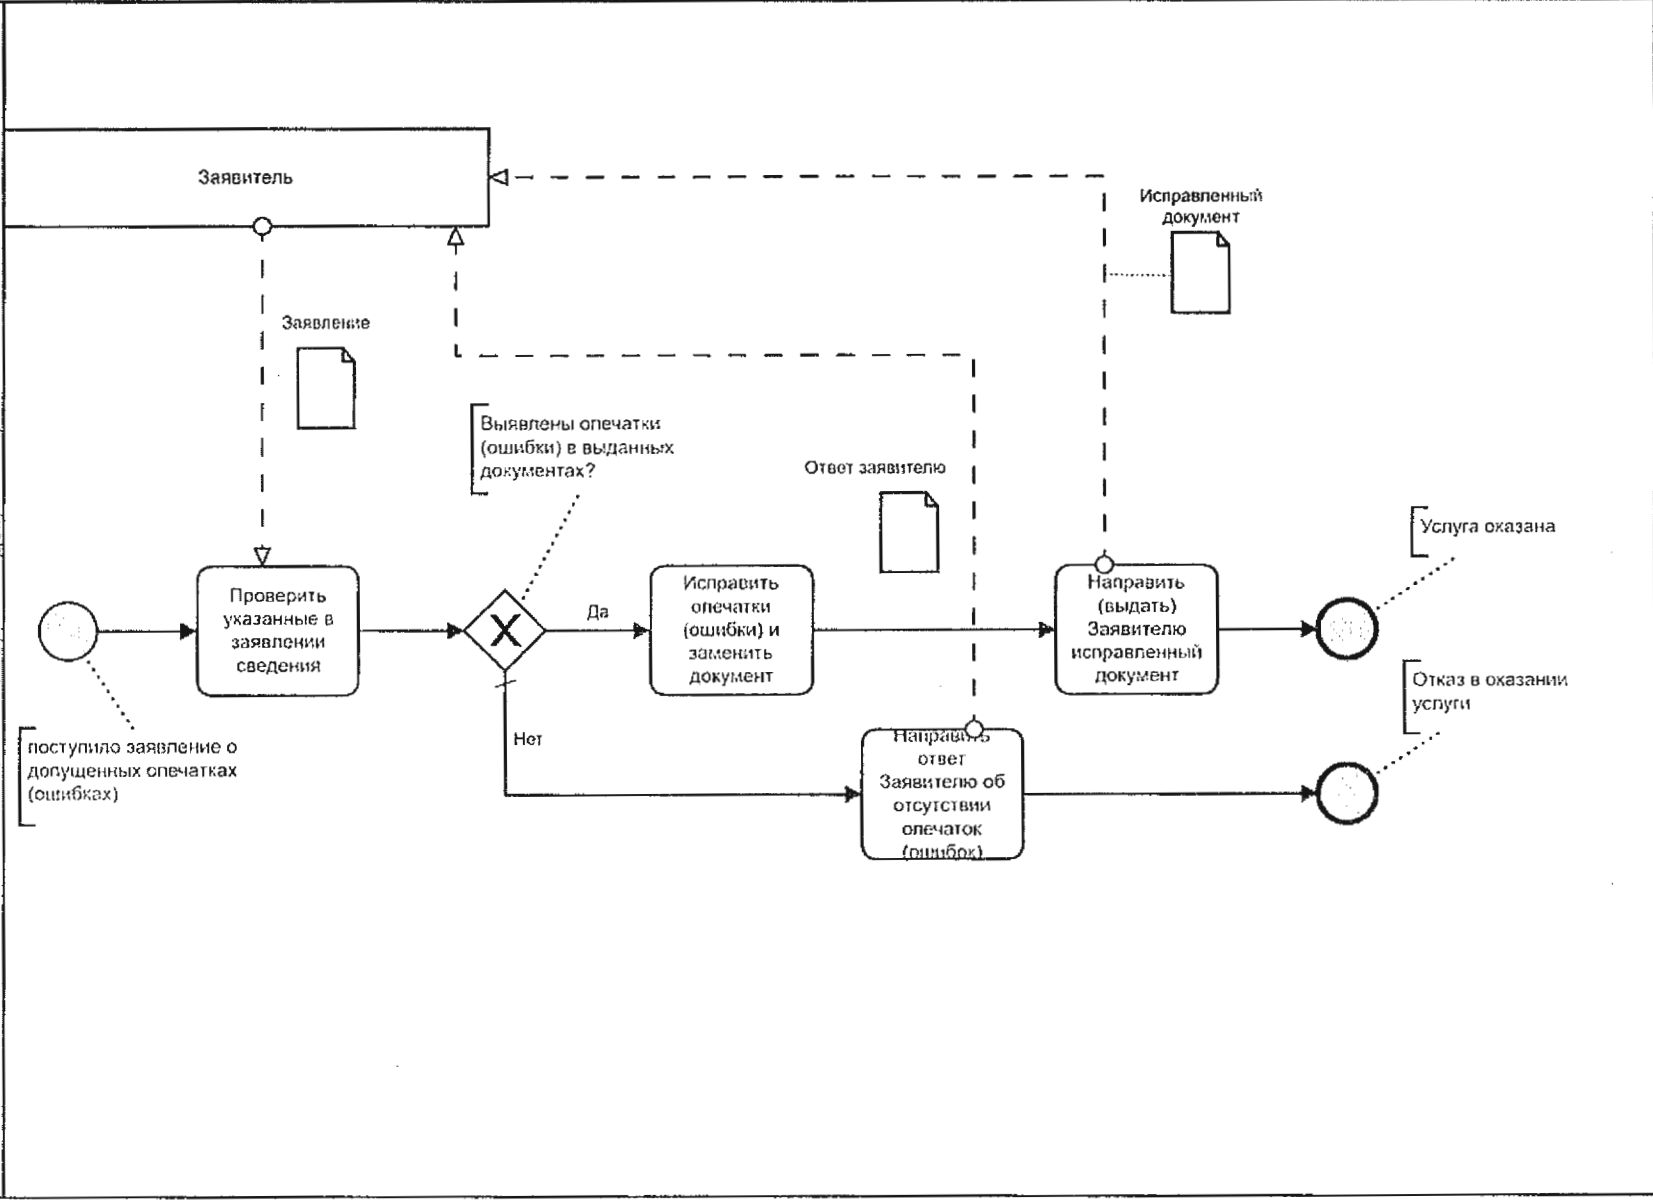 Заявитель
Исправленный
документ
Заявление
Выявлены опечатки
(ошибки) в выданных
документах?
Ответ заявителю
Услуга оказана
Проверить
указанные в
заявлении
сведения
Да
Исправить
опечатки
(ошибки) и
заменить
документ
Направить
(выдать)
Заявителю
исправленный
документ
Отказ в оказании
услуги
поступило заявление о
допущенных опечатках
(ошибках)
Нет
Направить
ответ
Заявителю об
отсутствии
опечаток
(ошибок)